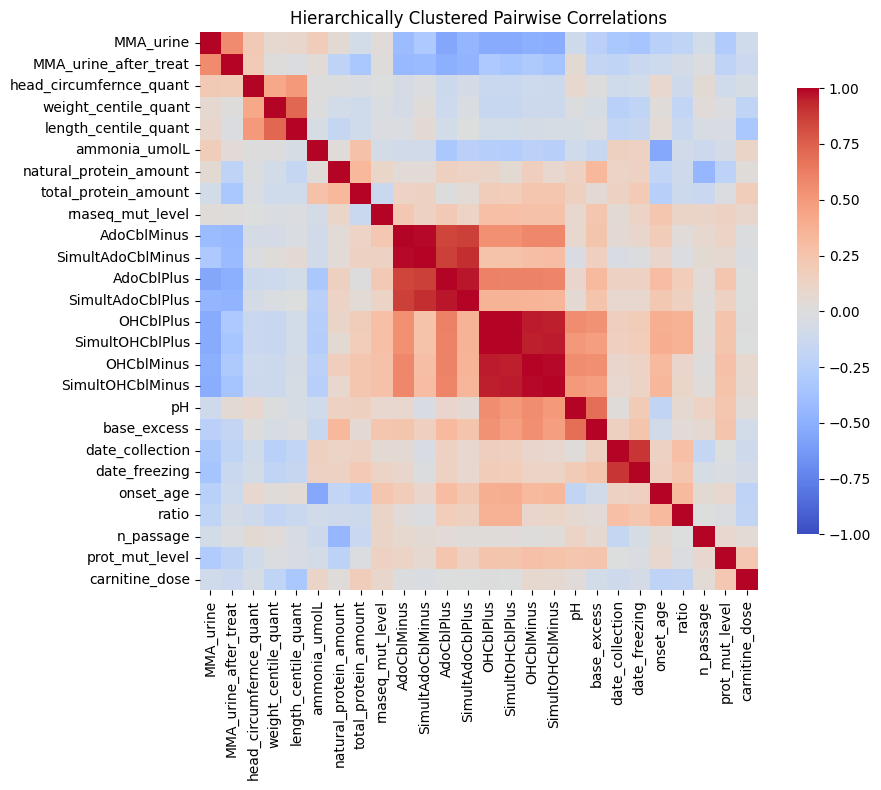 Hierarchically Clustered Pairwise Correlations
MMA_urine
MMA_urine_after_treat
head_circumfernce_quant
weight_centile_quant
length_centile_quant
ammonia_umolL
natural_protein_amount
total_protein_amount
rnaseq_mut_level
AdoCblMinus
SimultAdoCblMinus
AdoCblPlus
SimultAdoCblPlus
OHCblPlus
SimultOHCblPlus
OHCblMinus
SimultOHCblMinus
pH
base_excess
date_collection
date_freezing
onset_age
ratio
n_passage
prot_mut_level
carnitine_dose
MMA_urine
MMA_urine_after_treat
head_circumfernce_quant
weight_centile_quant
length_centile_quant
ammonia_umolL
natural_protein_amount
total_protein_amount
rnaseq_mut_level
AdoCblMinus
SimultAdoCblMinus
AdoCblPlus
SimultAdoCblPlus
OHCblPlus
SimultOHCblPlus
OHCblMinus
SimultOHCblMinus
pH
base_excess
date_collection
date_freezing
onset_age
ratio
n_passage
prot_mut_level
carnitine_dose
1.00
0.75
0.50
0.25
0.00
−0.25
−0.50
−0.75
−1.00